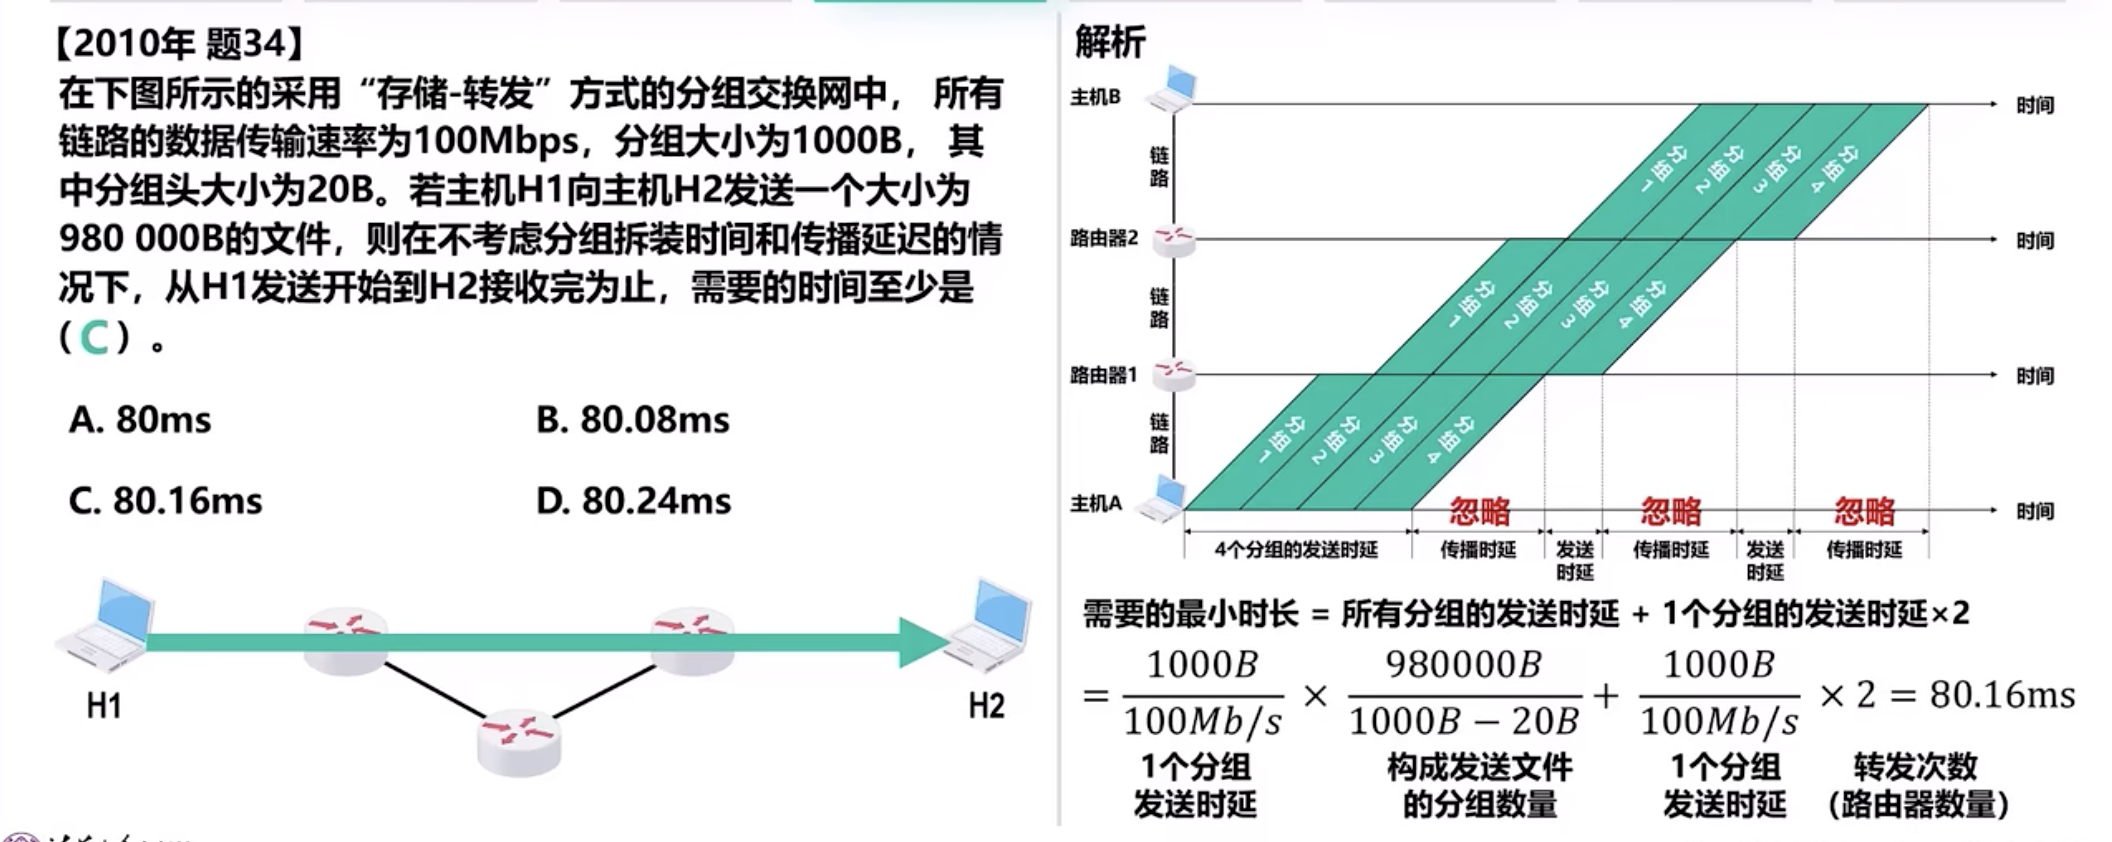 【2010年 题34】
在下图所示的采用“存储-转发”方式的分组交换网中， 所有
链路的数据传输速率为100Mbps，分组大小为1000B， 其
中分组头大小为20B。若主机H1向主机H2发送一个大小为
980 000B的文件，则在不考虑分组拆装时间和传播延迟的情
况下，从H1发送开始到H2接收完为止，需要的时间至少是
（C）。
A. 80ms
B. 80.08ms
C. 80.16ms
D. 80.24ms
H1
H2
解析
主机B
时间
链路
分组1
分组2
分组3
分组4
路由器2
时间
链路
分组1
分组2
分组3
分组4
路由器1
时间
链路
分组1
分组2
分组3
分组4
主机A
忽略
忽略
忽略
时间
4个分组的发送时延
传播时延
发送时延
传播时延
发送时延
传播时延
需要的最小时长 = 所有分组的发送时延 + 1个分组的发送时延×2
= 1000B/100Mb/s × 980000B/1000B − 20B + 1000B/100Mb/s × 2 = 80.16ms
1个分组
发送时延
构成发送文件
的分组数量
1个分组
发送时延
转发次数
（路由器数量）